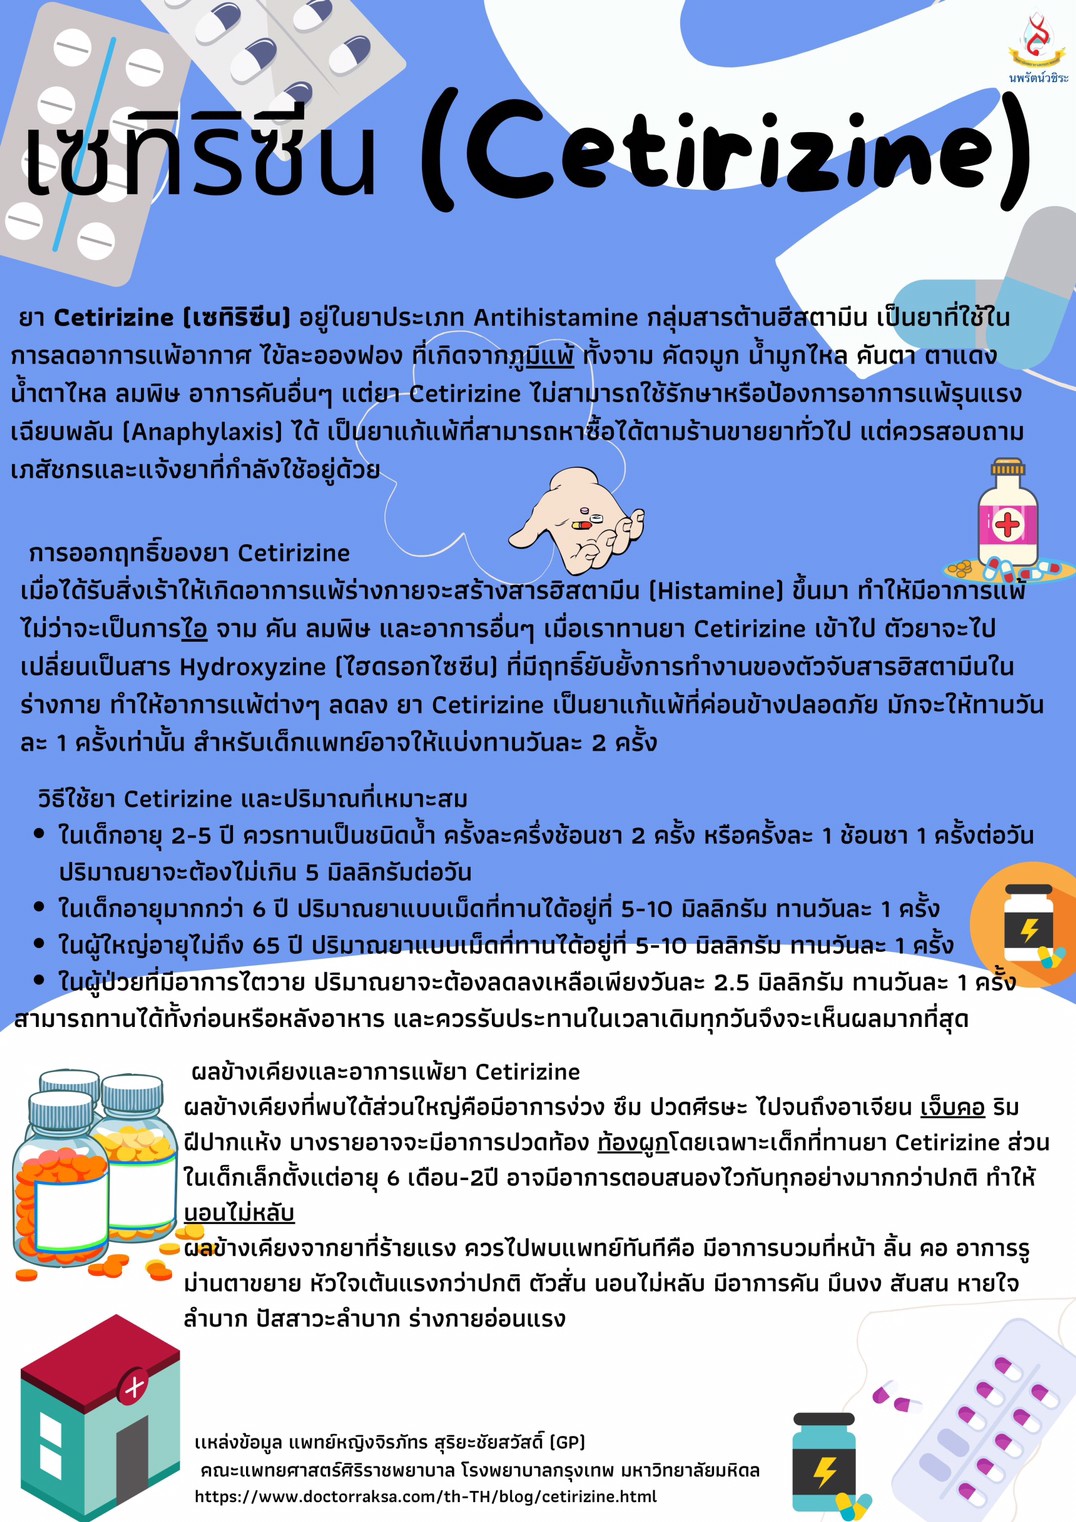 นพรัตน์วชิระ
เซทิริซีน (Cetirizine)
ยา Cetirizine (เซทิริซีน) อยู่ในยาประเภท Antihistamine กลุ่มสารต้านฮีสตามีน เป็นยาที่ใช้ใน
การลดอาการแพ้อากาศ ไข้ละอองฟอง ที่เกิดจากภูมิแพ้ ทั้งจาม คัดจมูก น้ำมูกไหล คันตา ตาแดง
น้ำตาไหล ลมพิษ อาการคันอื่นๆ แต่ยา Cetirizine ไม่สามารถใช้รักษาหรือป้องการอาการแพ้รุนแรง
เฉียบพลัน (Anaphylaxis) ได้ เป็นยาแก้แพ้ที่สามารถหาซื้อได้ตามร้านขายยาทั่วไป แต่ควรสอบถาม
เภสัชกรและแจ้งยาที่กำลังใช้อยู่ด้วย
การออกฤทธิ์ของยา Cetirizine
เมื่อได้รับสิ่งเร้าให้เกิดอาการแพ้ร่างกายจะสร้างสารฮิสตามีน (Histamine) ขึ้นมา ทำให้มีอาการแพ้
ไม่ว่าจะเป็นการไอ จาม คัน ลมพิษ และอาการอื่นๆ เมื่อเราทานยา Cetirizine เข้าไป ตัวยาจะไป
เปลี่ยนเป็นสาร Hydroxyzine (ไฮดรอกไซซีน) ที่มีฤทธิ์ยับยั้งการทำงานของตัวจับสารฮิสตามีนใน
ร่างกาย ทำให้อาการแพ้ต่างๆ ลดลง ยา Cetirizine เป็นยาแก้แพ้ที่ค่อนข้างปลอดภัย มักจะให้ทานวัน
ละ 1 ครั้งเท่านั้น สำหรับเด็กแพทย์อาจให้แบ่งทานวันละ 2 ครั้ง
วิธีใช้ยา Cetirizine และปริมาณที่เหมาะสม
• ในเด็กอายุ 2-5 ปี ควรทานเป็นชนิดน้ำ ครั้งละครึ่งช้อนชา 2 ครั้ง หรือครั้งละ 1 ช้อนชา 1 ครั้งต่อวัน
ปริมาณยาจะต้องไม่เกิน 5 มิลลิกรัมต่อวัน
• ในเด็กอายุมากกว่า 6 ปี ปริมาณยาแบบเม็ดที่ทานได้อยู่ที่ 5-10 มิลลิกรัม ทานวันละ 1 ครั้ง
• ในผู้ใหญ่อายุไม่ถึง 65 ปี ปริมาณยาแบบเม็ดที่ทานได้อยู่ที่ 5-10 มิลลิกรัม ทานวันละ 1 ครั้ง
• ในผู้ป่วยที่มีอาการไตวาย ปริมาณยาจะต้องลดลงเหลือเพียงวันละ 2.5 มิลลิกรัม ทานวันละ 1 ครั้ง
สามารถทานได้ทั้งก่อนหรือหลังอาหาร และควรรับประทานในเวลาเดิมทุกวันจึงจะเห็นผลมากที่สุด
ผลข้างเคียงและอาการแพ้ยา Cetirizine
ผลข้างเคียงที่พบได้ส่วนใหญ่คือมีอาการง่วง ซึม ปวดศีรษะ ไปจนถึงอาเจียน เจ็บคอ ริม
ฝีปากแห้ง บางรายอาจจะมีอาการปวดท้อง ท้องผูกโดยเฉพาะเด็กที่ทานยา Cetirizine ส่วน
ในเด็กเล็กตั้งแต่อายุ 6 เดือน-2ปี อาจมีอาการตอบสนองไวกับทุกอย่างมากกว่าปกติ ทำให้
นอนไม่หลับ
ผลข้างเคียงจากยาที่ร้ายแรง ควรไปพบแพทย์ทันทีคือ มีอาการบวมที่หน้า ลิ้น คอ อาการรู
ม่านตาขยาย หัวใจเต้นแรงกว่าปกติ ตัวสั่น นอนไม่หลับ มีอาการคัน มึนงง สับสน หายใจ
ลำบาก ปัสสาวะลำบาก ร่างกายอ่อนแรง
แหล่งข้อมูล แพทย์หญิงจิรภัทร สุริยะชัยสวัสดิ์ (GP)
คณะแพทยศาสตร์ศิริราชพยาบาล โรงพยาบาลกรุงเทพ มหาวิทยาลัยมหิดล
https://www.doctorraksa.com/th-TH/blog/cetirizine.html